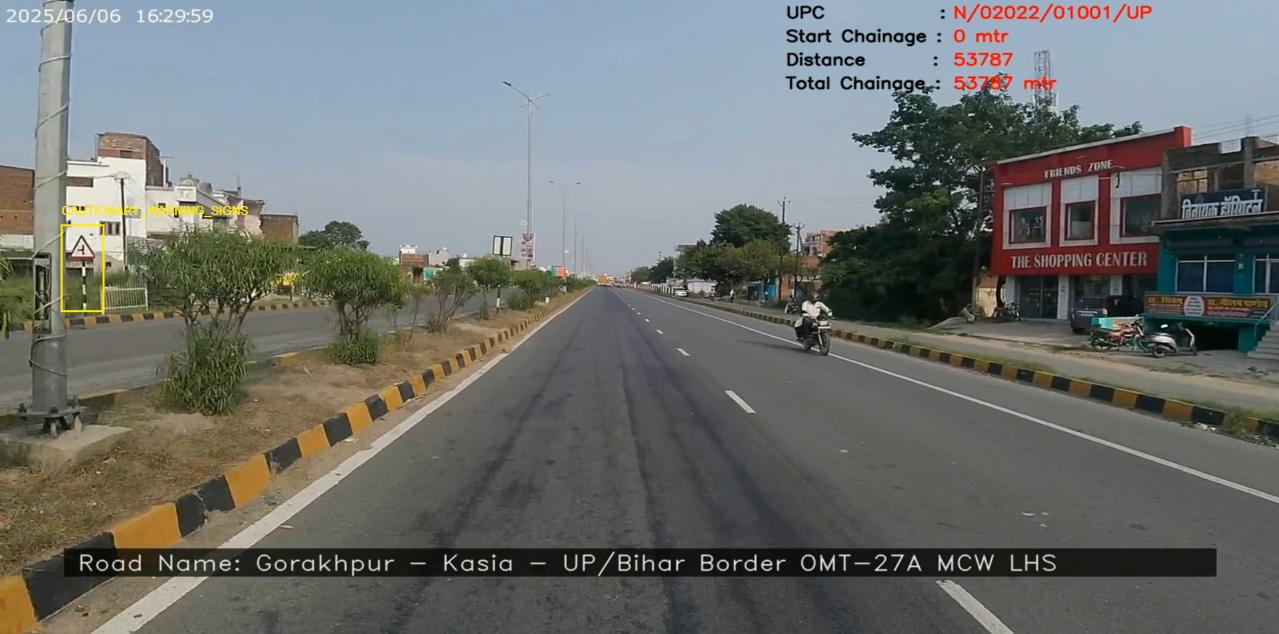 2025/06/06 16:29:59
UPC : N/02022/01001/UP
Start Chainage : 0 mtr
Distance : 53787
Total Chainage : 53787 mtr
CAUTIONARY_WARNING_SIGNS
FRIENDS ZONE
THE SHOPPING CENTER
Road Name: Gorakhpur - Kasia - UP/Bihar Border OMT-27A MCW LHS